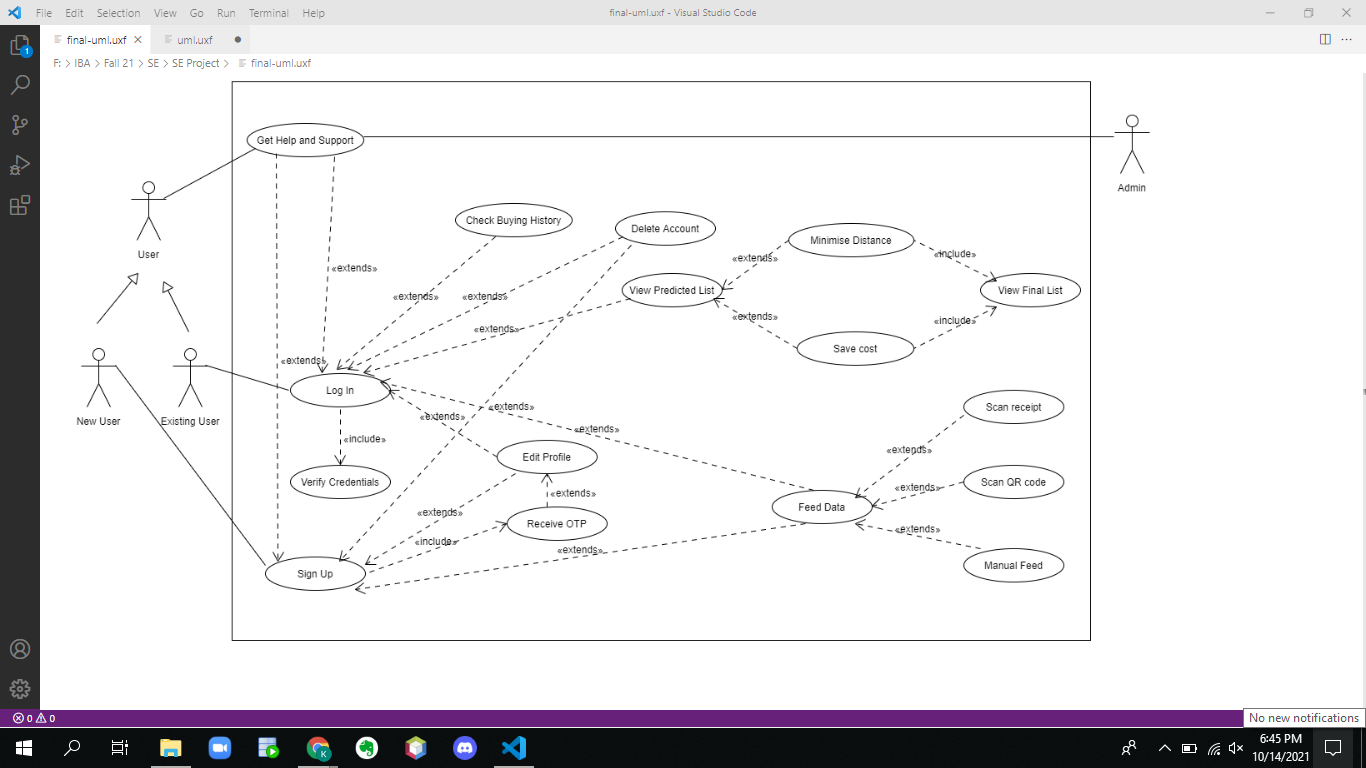 File Edit Selection View Go Run Terminal Help
final-uml.uxf - Visual Studio Code
final-uml.uxf
uml.uxf
1
F: > IBA > Fall 21 > SE > SE Project > final-uml.uxf
Get Help and Support
Admin
User
Check Buying History
Delete Account
Minimise Distance
«extends»
«include»
«extends»
View Predicted List
View Final List
«extends»
«extends»
«extends»
«include»
«extends»
Save cost
«extends»
Log In
New User
Existing User
«extends»
«extends»
«extends»
Scan receipt
«include»
Edit Profile
«extends»
Verify Credentials
«extends»
«extends»
Scan QR code
Feed Data
«extends»
Receive OTP
«extends»
«include»
«extends»
Sign Up
Manual Feed
0 0
No new notifications
K
6:45 PM
10/14/2021